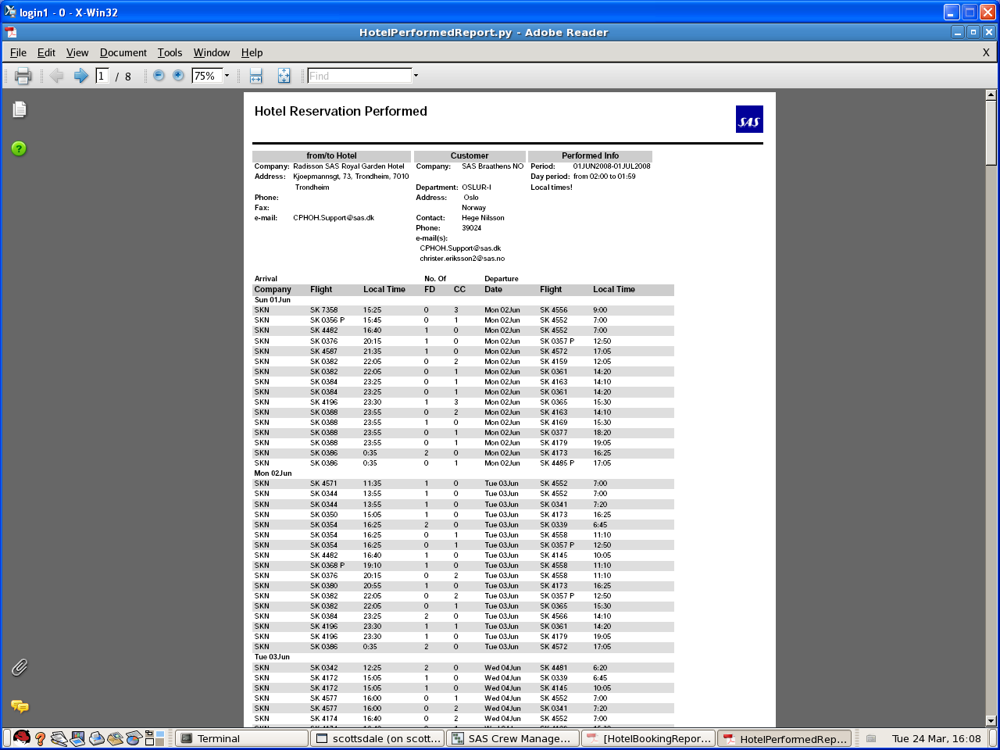 login1 - 0 - X-Win32
HotelPerformedReport.py - Adobe Reader
File Edit View Document Tools Window Help X
1 / 8 75% Find
Hotel Reservation Performed
SAS
from/to Hotel Customer Performed Info
Company: Radisson SAS Royal Garden Hotel Company: SAS Braathens NO Period: 01JUN2008-01JUL2008
Address: Kjoepmannsgt, 73, Trondheim, 7010 Day period: from 02:00 to 01:59
Trondheim Department: OSLUR-I Local times!
Phone: Address: Oslo
Fax: Norway
e-mail: CPHOH.Support@sas.dk Contact: Hege Nilsson
Phone: 39024
e-mail(s):
CPHOH.Support@sas.dk
christer.eriksson2@sas.no
Arrival No. Of Departure
Company Flight Local Time FD CC Date Flight Local Time
Sun 01Jun
SKN SK 7358 15:25 0 3 Mon 02Jun SK 4556 9:00
SKN SK 0356 P 15:45 0 1 Mon 02Jun SK 4552 7:00
SKN SK 4482 16:40 1 0 Mon 02Jun SK 4552 7:00
SKN SK 0376 20:15 1 0 Mon 02Jun SK 0357 P 12:50
SKN SK 4587 21:35 1 0 Mon 02Jun SK 4572 17:05
SKN SK 0382 22:05 0 2 Mon 02Jun SK 4159 12:05
SKN SK 0382 22:05 0 1 Mon 02Jun SK 0361 14:20
SKN SK 0384 23:25 0 1 Mon 02Jun SK 4163 14:10
SKN SK 0384 23:25 0 1 Mon 02Jun SK 0361 14:20
SKN SK 4196 23:30 1 3 Mon 02Jun SK 0365 15:30
SKN SK 0388 23:55 0 2 Mon 02Jun SK 4163 14:10
SKN SK 0388 23:55 1 0 Mon 02Jun SK 4169 15:30
SKN SK 0388 23:55 0 1 Mon 02Jun SK 0377 18:20
SKN SK 0388 23:55 0 1 Mon 02Jun SK 4179 19:05
SKN SK 0386 0:35 2 0 Mon 02Jun SK 4173 16:25
SKN SK 0386 0:35 0 1 Mon 02Jun SK 4485 P 17:05
Mon 02Jun
SKN SK 4571 11:35 1 0 Tue 03Jun SK 4552 7:00
SKN SK 0344 13:55 1 0 Tue 03Jun SK 4552 7:00
SKN SK 0344 13:55 1 0 Tue 03Jun SK 0341 7:20
SKN SK 0350 15:05 1 0 Tue 03Jun SK 4173 16:25
SKN SK 0354 16:25 2 0 Tue 03Jun SK 0339 6:45
SKN SK 0354 16:25 0 1 Tue 03Jun SK 4558 11:10
SKN SK 0354 16:25 0 1 Tue 03Jun SK 0357 P 12:50
SKN SK 4482 16:40 1 0 Tue 03Jun SK 4145 10:05
SKN SK 0368 P 19:10 1 0 Tue 03Jun SK 4558 11:10
SKN SK 0376 20:15 0 2 Tue 03Jun SK 4558 11:10
SKN SK 0380 20:55 1 0 Tue 03Jun SK 4173 16:25
SKN SK 0382 22:05 0 2 Tue 03Jun SK 0357 P 12:50
SKN SK 0382 22:05 0 1 Tue 03Jun SK 0365 15:30
SKN SK 0384 23:25 2 0 Tue 03Jun SK 4566 14:10
SKN SK 4196 23:30 1 1 Tue 03Jun SK 0361 14:20
SKN SK 4196 23:30 1 0 Tue 03Jun SK 4179 19:05
SKN SK 0386 0:35 2 0 Tue 03Jun SK 4572 17:05
Tue 03Jun
SKN SK 0342 12:25 2 0 Wed 04Jun SK 4481 6:20
SKN SK 4172 15:05 1 0 Wed 04Jun SK 0339 6:45
SKN SK 4172 15:05 1 0 Wed 04Jun SK 4145 10:05
SKN SK 4577 16:00 0 1 Wed 04Jun SK 4552 7:00
SKN SK 4577 16:00 0 2 Wed 04Jun SK 0341 7:20
SKN SK 4174 16:40 0 2 Wed 04Jun SK 4552 7:00
Terminal scottsdale (on scott... SAS Crew Manage... [HotelBookingRepor... HotelPerformedRep... Tue 24 Mar, 16:08